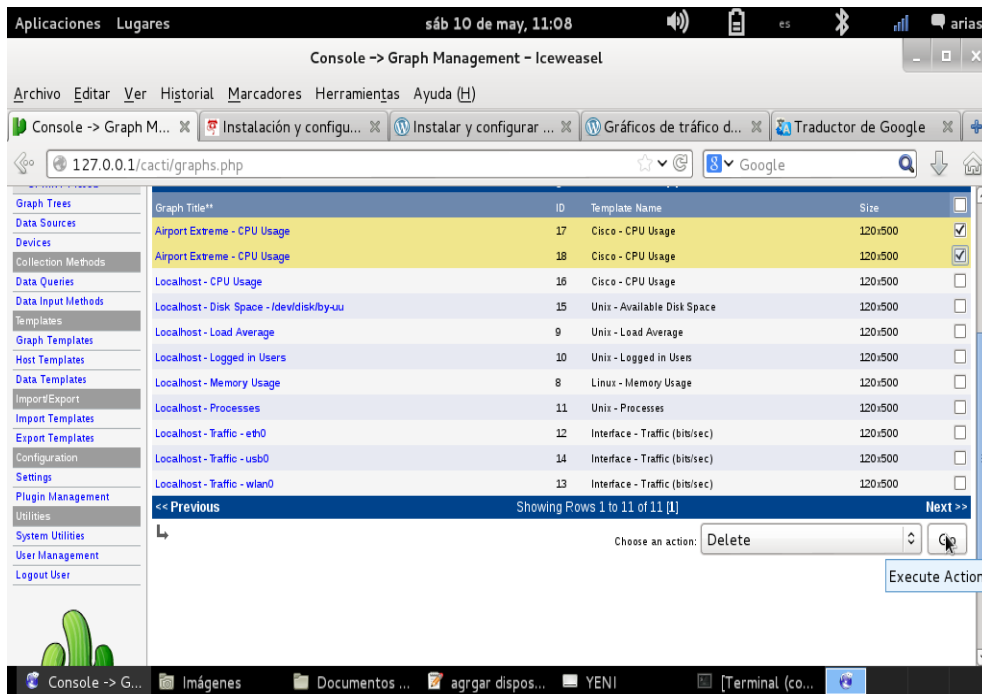 Aplicaciones Lugares sáb 10 de may, 11:08 es arias
Console -> Graph Management - Iceweasel
Archivo Editar Ver Historial Marcadores Herramientas Ayuda (H)
Console -> Graph M... Instalación y configu... Instalar y configurar ... Gráficos de tráfico d... Traductor de Google
127.0.0.1/cacti/graphs.php Google
Graph Trees
Data Sources
Devices
Collection Methods
Data Queries
Data Input Methods
Templates
Graph Templates
Host Templates
Data Templates
Import/Export
Import Templates
Export Templates
Configuration
Settings
Plugin Management
Utilities
System Utilities
User Management
Logout User
Graph Title** ID Template Name Size
Airport Extreme - CPU Usage 17 Cisco - CPU Usage 120x500
Airport Extreme - CPU Usage 18 Cisco - CPU Usage 120x500
Localhost - CPU Usage 16 Cisco - CPU Usage 120x500
Localhost - Disk Space - /dev/disk/by-uu 15 Unix - Available Disk Space 120x500
Localhost - Load Average 9 Unix - Load Average 120x500
Localhost - Logged in Users 10 Unix - Logged in Users 120x500
Localhost - Memory Usage 8 Linux - Memory Usage 120x500
Localhost - Processes 11 Unix - Processes 120x500
Localhost - Traffic - eth0 12 Interface - Traffic (bits/sec) 120x500
Localhost - Traffic - usb0 14 Interface - Traffic (bits/sec) 120x500
Localhost - Traffic - wlan0 13 Interface - Traffic (bits/sec) 120x500
<< Previous Showing Rows 1 to 11 of 11 [1] Next >>
Choose an action: Delete Go
Execute Action
Console -> G... Imágenes Documentos ... agrgar dispos... YENI [Terminal (co...